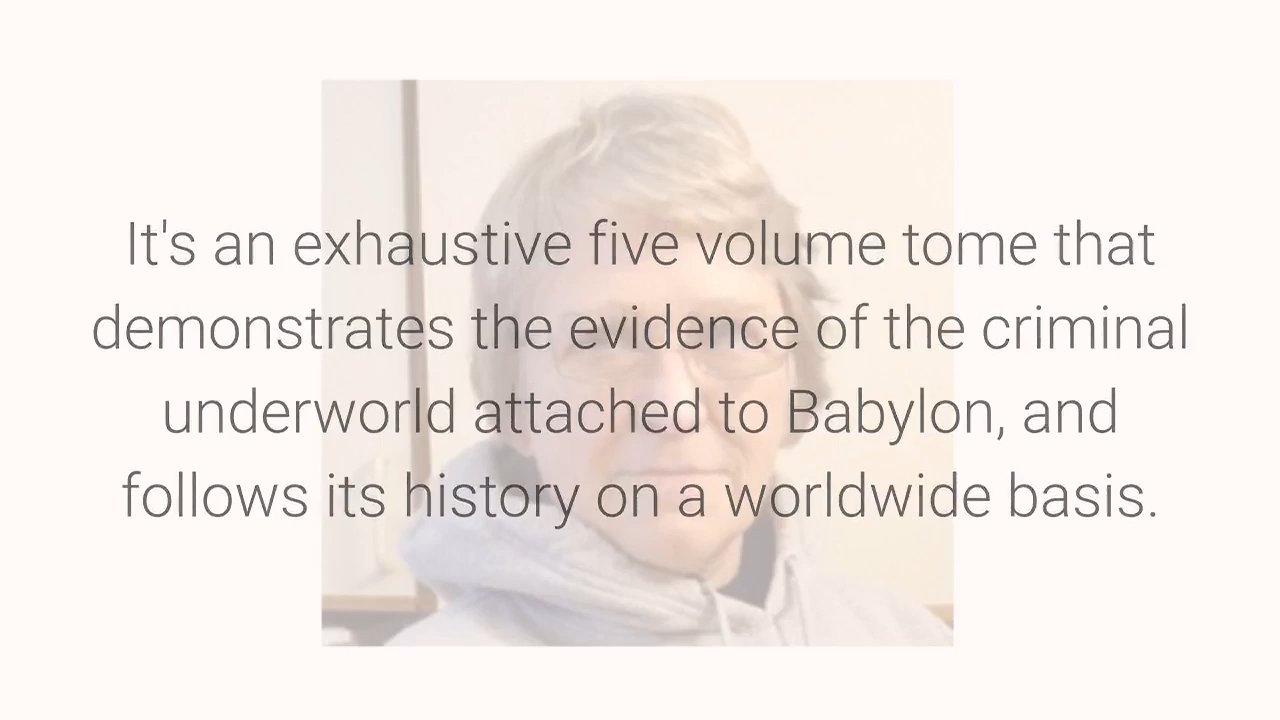 It's an exhaustive five volume tome that
demonstrates the evidence of the criminal
underworld attached to Babylon, and
follows its history on a worldwide basis.